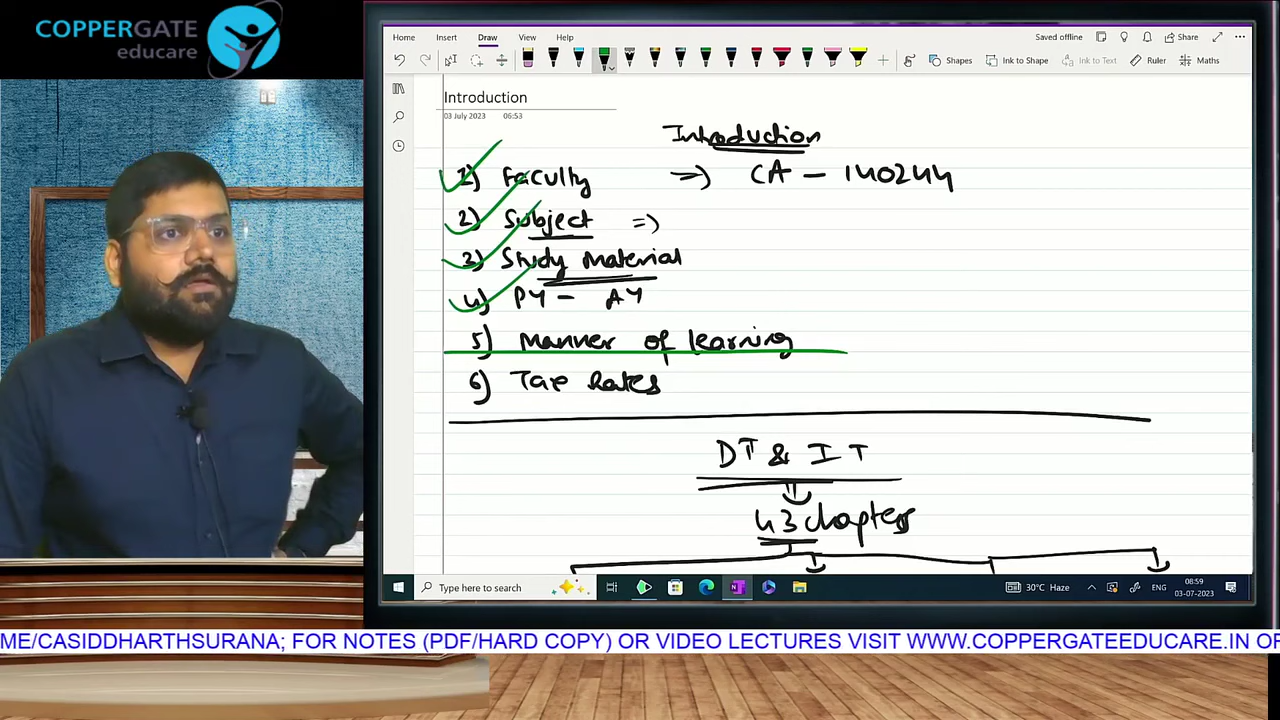 COPPERGATE
educare
Home Insert Draw View Help
Saved offline
Share
Shapes
Ink to Shape
Ink to Text
Ruler
Maths
Introduction
03 July 2023 06:53
Introduction
1) Faculty => CA - 140244
2) Subject =>
3) Study Material
4) PY - AY
5) Manner of learning
6) Tax Rates
DT & IT
43 chapters
Type here to search
30°C Haze
ENG
08:59
03-07-2023
ME/CASIDDHARTHSURANA; FOR NOTES (PDF/HARD COPY) OR VIDEO LECTURES VISIT WWW.COPPERGATEEDUCARE.IN OF